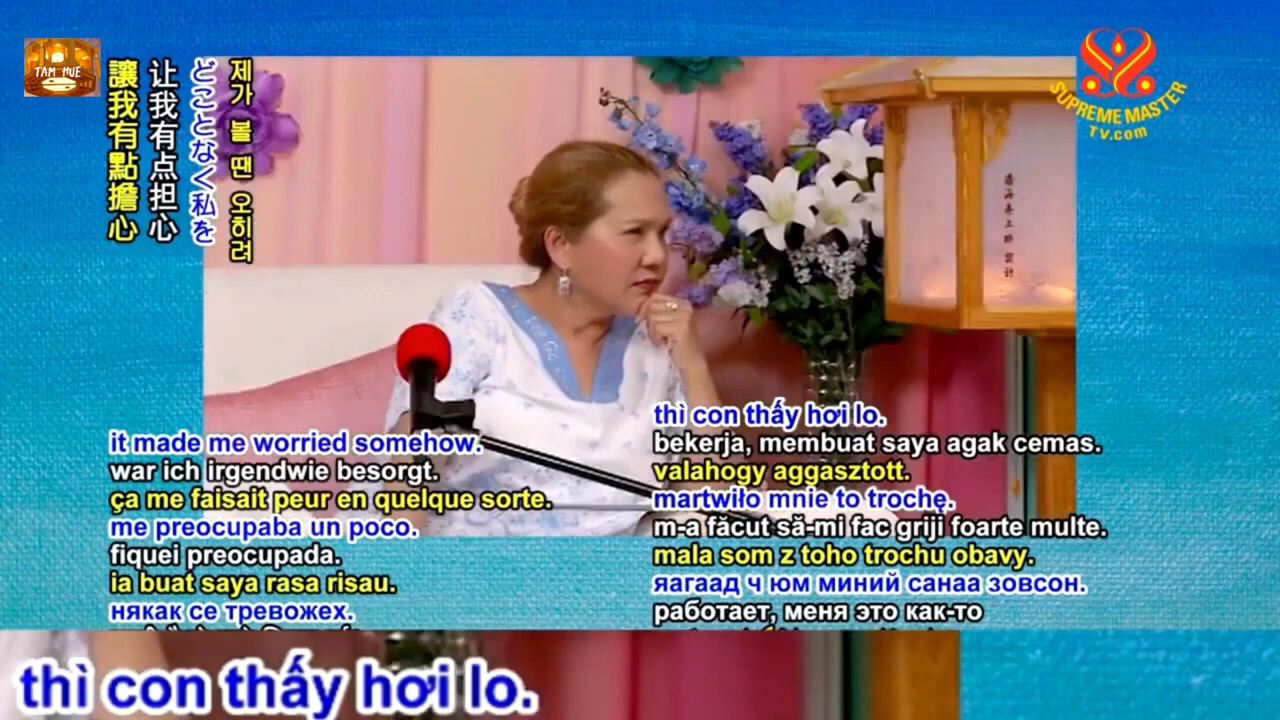 TAM HUE
讓我有點擔心
让我有点担心
どことなく私を
제가 볼 땐 오히려
SUPREME MASTER
TV.com
it made me worried somehow.
war ich irgendwie besorgt.
ça me faisait peur en quelque sorte.
me preocupaba un poco.
fiquei preocupada.
ia buat saya rasa risau.
някак се тревожех.
thì con thấy hơi lo.
bekerja, membuat saya agak cemas.
valahogy aggasztott.
martwiło mnie to trochę.
m-a făcut să-mi fac griji foarte multe.
mala som z toho trochu obavy.
яагаад ч юм миний санаа зовсон.
работает, меня это как-то
thì con thấy hơi lo.